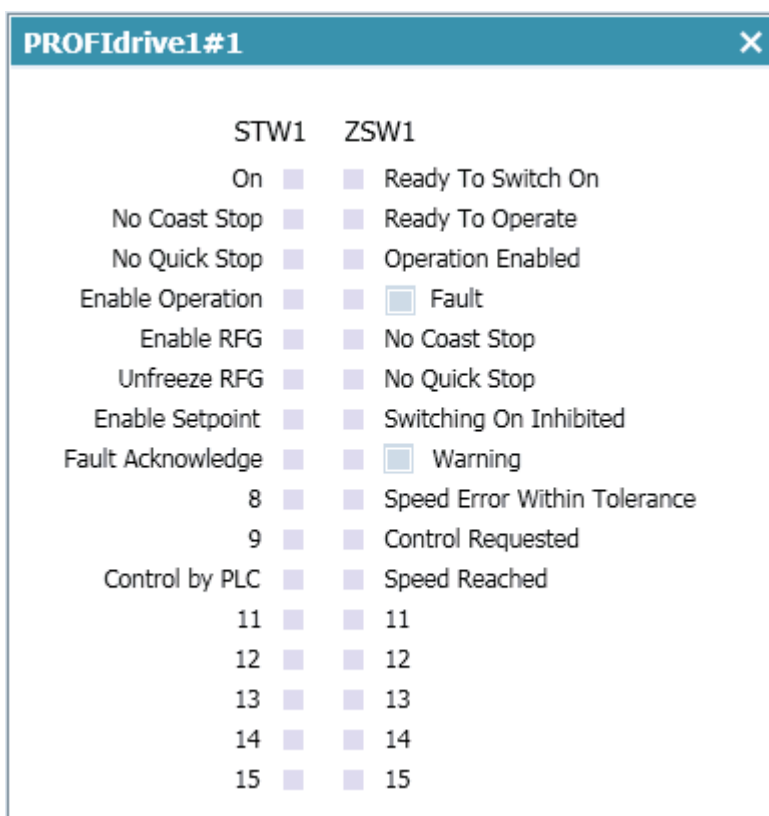 PROFIdrive1#1
STW1 ZSW1
On Ready To Switch On
No Coast Stop Ready To Operate
No Quick Stop Operation Enabled
Enable Operation Fault
Enable RFG No Coast Stop
Unfreeze RFG No Quick Stop
Enable Setpoint Switching On Inhibited
Fault Acknowledge Warning
8 Speed Error Within Tolerance
9 Control Requested
Control by PLC Speed Reached
11 11
12 12
13 13
14 14
15 15